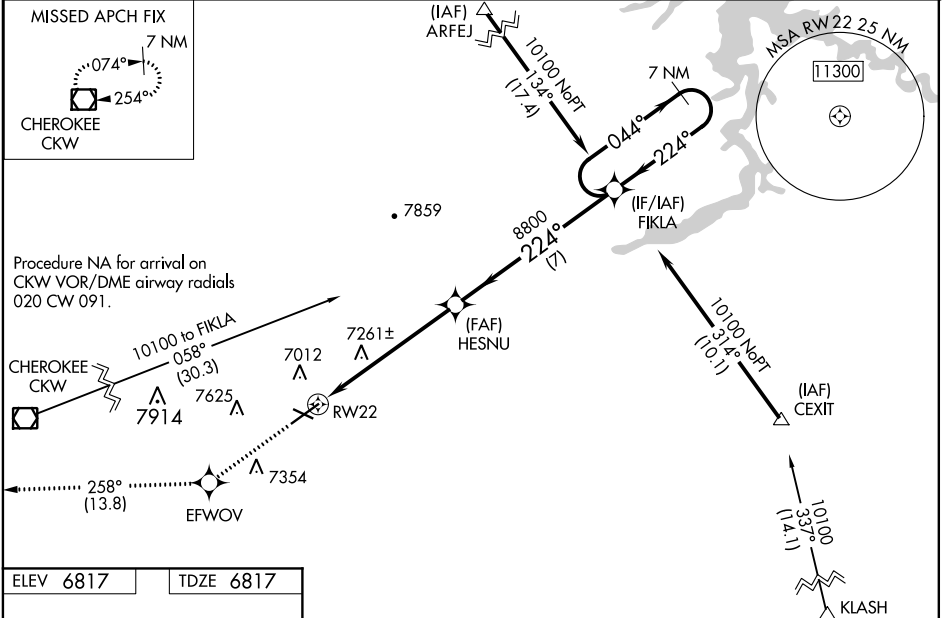 MISSED APCH FIX
7 NM
074°
254°
CHEROKEE
CKW
(IAF)
ARFEJ
10100 NoPT
134°
(17.4)
7 NM
044°
224°
MSA RW22 25 NM
11300
(IF/IAF)
FIKLA
7859
8800
224°
(7)
Procedure NA for arrival on
CKW VOR/DME airway radials
020 CW 091.
(FAF)
HESNU
10100 to FIKLA
058°
(30.3)
CHEROKEE
CKW
7261±
7012
7625
7914
RW22
10100 NoPT
314°
(10.1)
(IAF)
CEXIT
7354
258°
(13.8)
EFWOV
10100
337°
(14.1)
KLASH
ELEV 6817
TDZE 6817